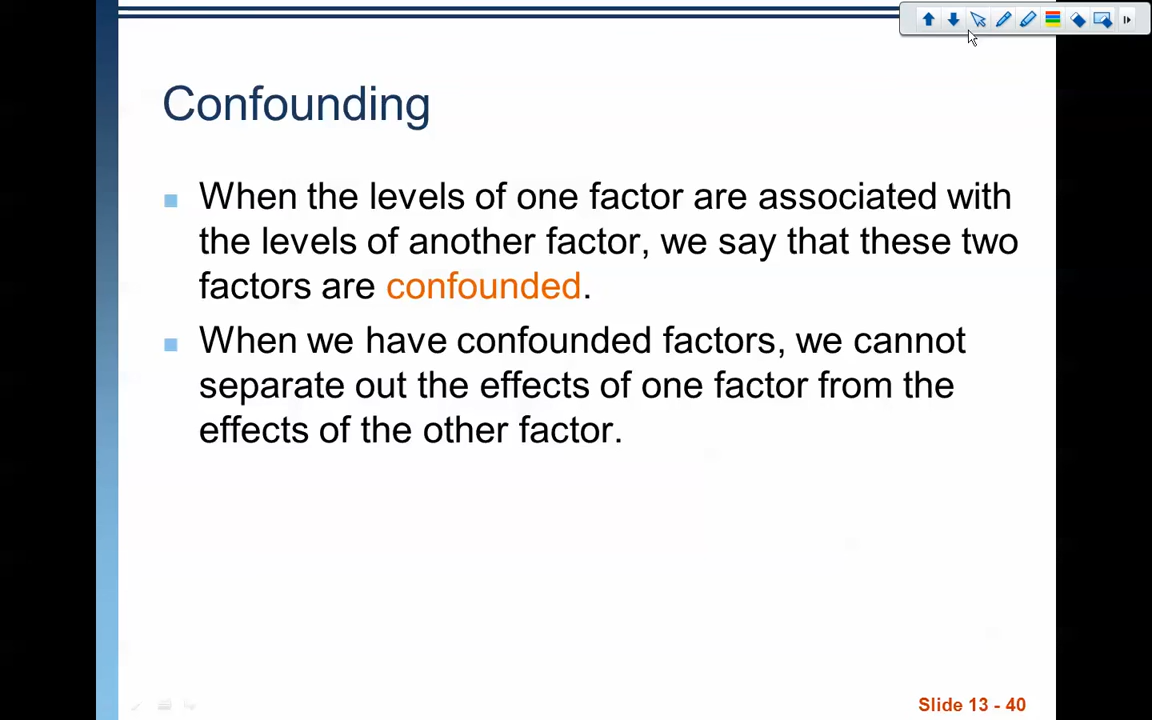 Confounding
When the levels of one factor are associated with
the levels of another factor, we say that these two
factors are confounded.
When we have confounded factors, we cannot
separate out the effects of one factor from the
effects of the other factor.
Slide 13 - 40